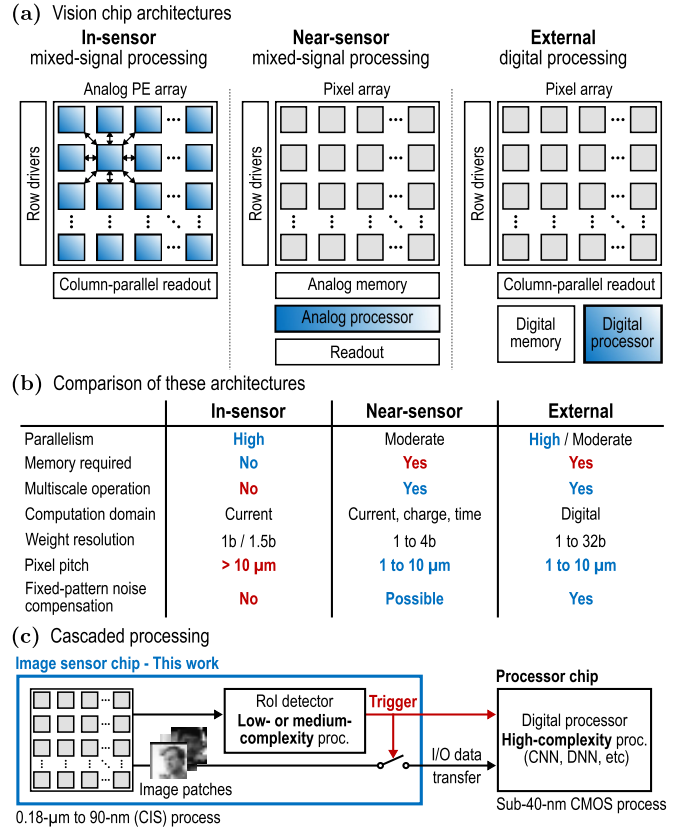 (a) Vision chip architectures
In-sensor
mixed-signal processing
Near-sensor
mixed-signal processing
External
digital processing
Analog PE array
Row drivers
Column-parallel readout
Pixel array
Row drivers
Analog memory
Analog processor
Readout
Pixel array
Row drivers
Column-parallel readout
Digital
memory
Digital
processor
(b) Comparison of these architectures
In-sensor Near-sensor External
Parallelism High Moderate High / Moderate
Memory required No Yes Yes
Multiscale operation No Yes Yes
Computation domain Current Current, charge, time Digital
Weight resolution 1b / 1.5b 1 to 4b 1 to 32b
Pixel pitch > 10 µm 1 to 10 µm 1 to 10 µm
Fixed-pattern noise
compensation No Possible Yes
(c) Cascaded processing
Image sensor chip - This work
RoI detector
Low- or medium-
complexity proc.
Trigger
Image patches
I/O data
transfer
0.18-µm to 90-nm (CIS) process
Processor chip
Digital processor
High-complexity proc.
(CNN, DNN, etc)
Sub-40-nm CMOS process